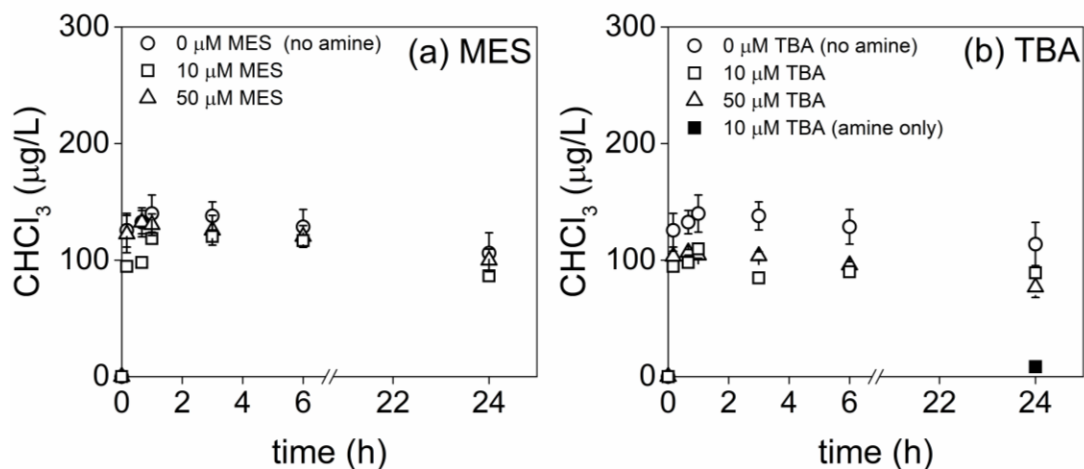 300
200
100
0
CHCl3 (μg/L)
0 μM MES (no amine)
10 μM MES
50 μM MES
(a) MES
0 2 4 6 22 24
time (h)
300
200
100
0
CHCl3 (μg/L)
0 μM TBA (no amine)
10 μM TBA
50 μM TBA
10 μM TBA (amine only)
(b) TBA
0 2 4 6 22 24
time (h)